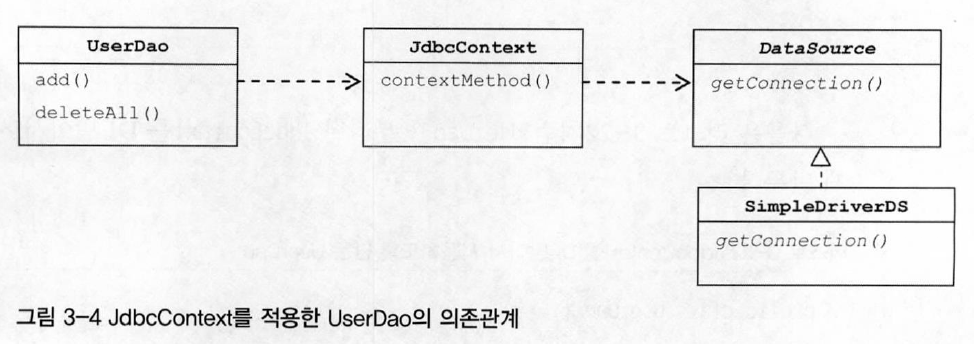 UserDao
add()
deleteAll()
JdbcContext
contextMethod()
DataSource
getConnection()
SimpleDriverDS
getConnection()
그림 3-4 JdbcContext를 적용한 UserDao의 의존관계